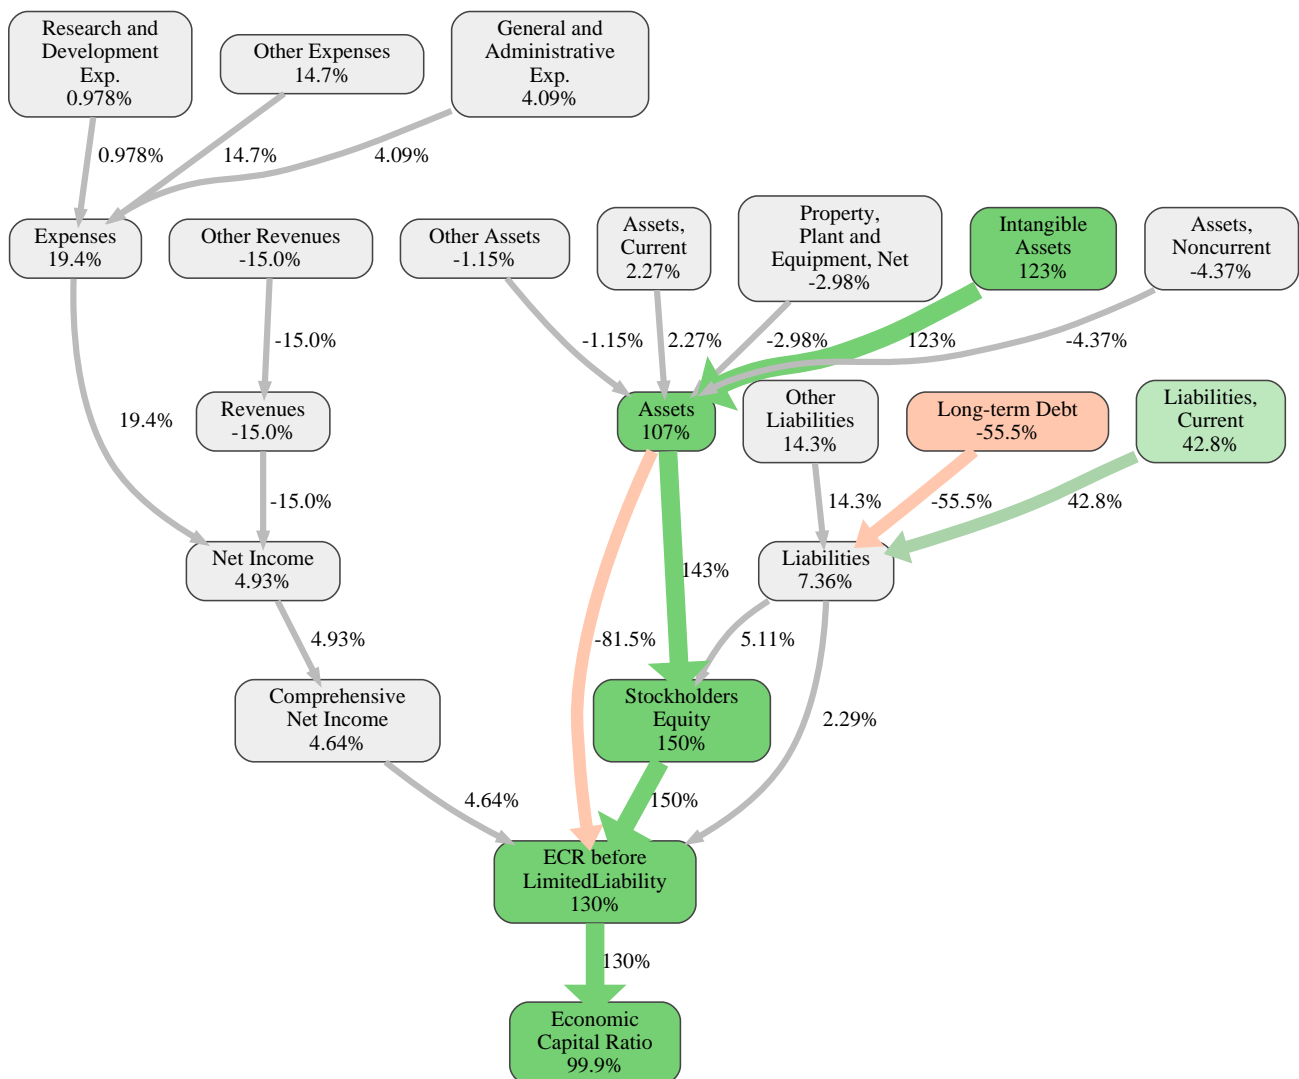 Research and
Development
Exp.
0.978%
Other Expenses
14.7%
General and
Administrative
Exp.
4.09%
0.978%
14.7%
4.09%
Expenses
19.4%
Other Revenues
-15.0%
Other Assets
-1.15%
Assets,
Current
2.27%
Property,
Plant and
Equipment, Net
-2.98%
Intangible
Assets
123%
Assets,
Noncurrent
-4.37%
-15.0%
-1.15%
2.27%
-2.98%
123%
-4.37%
19.4%
Revenues
-15.0%
Assets
107%
Other
Liabilities
14.3%
Long-term Debt
-55.5%
Liabilities,
Current
42.8%
-15.0%
14.3%
-55.5%
42.8%
Net Income
4.93%
143%
Liabilities
7.36%
4.93%
-81.5%
5.11%
Comprehensive
Net Income
4.64%
Stockholders
Equity
150%
2.29%
4.64%
150%
ECR before
LimitedLiability
130%
130%
Economic
Capital Ratio
99.9%